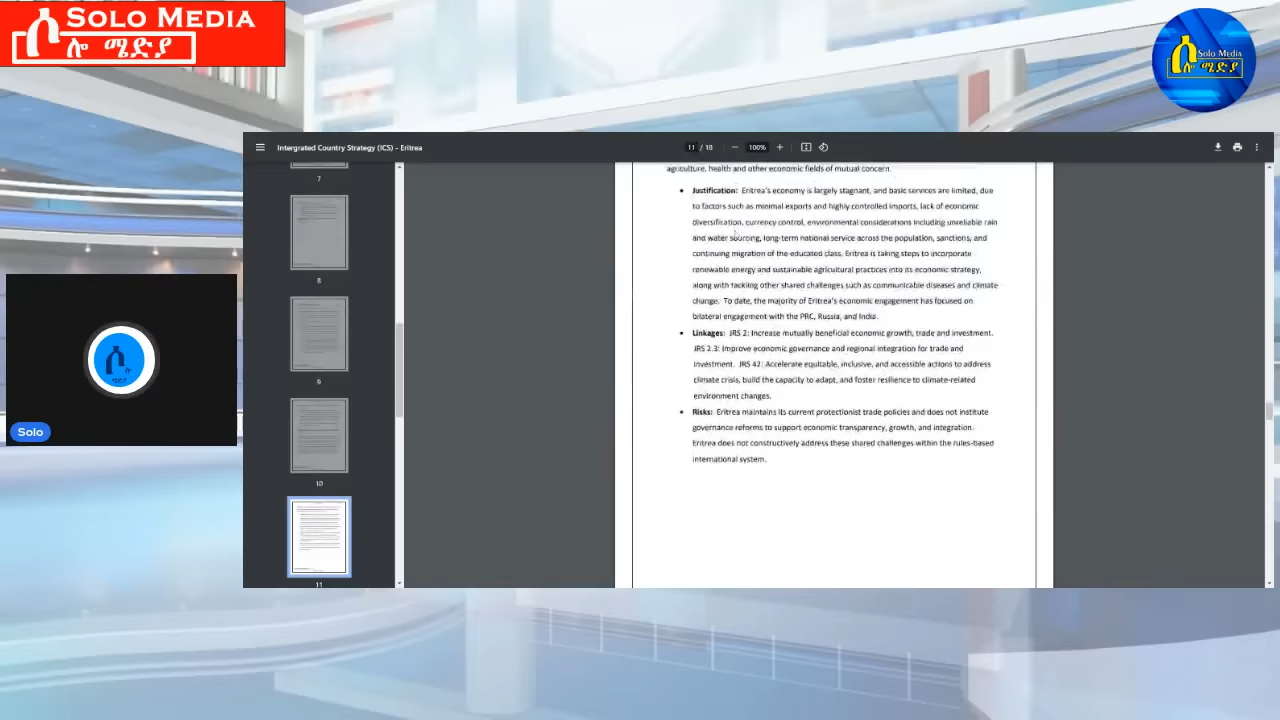 SOLO MEDIA
ሎ ሜድያ
Solo Media
ሎ ሜድያ
Intergrated Country Strategy (ICS) - Eritrea
11 / 18
100%
7
8
9
10
11
agriculture, health and other economic fields of mutual concern.
• Justification: Eritrea's economy is largely stagnant, and basic services are limited, due
to factors such as minimal exports and highly controlled imports, lack of economic
diversification, currency control, environmental considerations including unreliable rain
and water sourcing, long-term national service across the population, sanctions, and
continuing migration of the educated class. Eritrea is taking steps to incorporate
renewable energy and sustainable agricultural practices into its economic strategy,
along with tackling other shared challenges such as communicable diseases and climate
change. To date, the majority of Eritrea's economic engagement has focused on
bilateral engagement with the PRC, Russia, and India.
• Linkages: JRS 2: Increase mutually beneficial economic growth, trade and investment.
JRS 2.3: Improve economic governance and regional integration for trade and
investment. JRS 42: Accelerate equitable, inclusive, and accessible actions to address
climate crisis, build the capacity to adapt, and foster resilience to climate-related
environment changes.
• Risks: Eritrea maintains its current protectionist trade policies and does not institute
governance reforms to support economic transparency, growth, and integration.
Eritrea does not constructively address these shared challenges within the rules-based
international system.
ሎ
ሜድያ
Solo